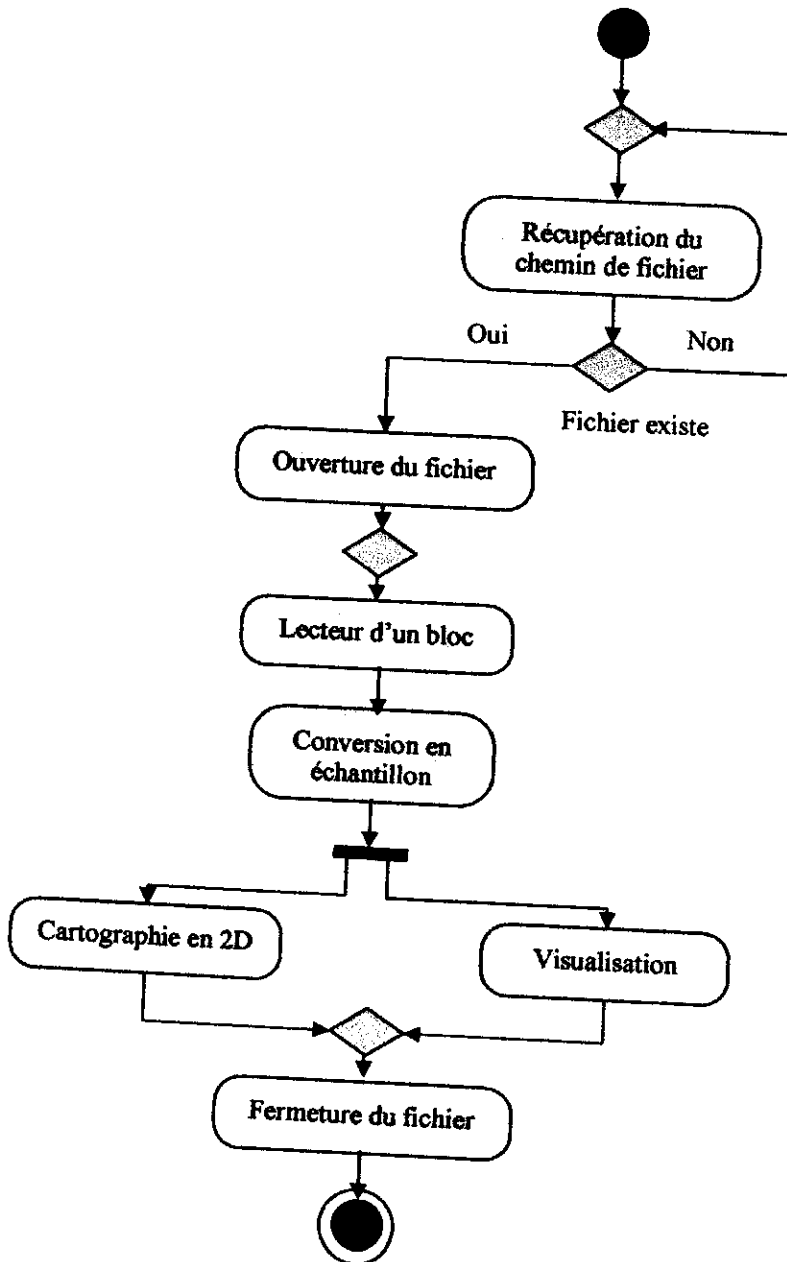 Récupération du
chemin de fichier
Oui
Non
Fichier existe
Ouverture du fichier
Lecteur d'un bloc
Conversion en
échantillon
Cartographie en 2D
Visualisation
Fermeture du fichier